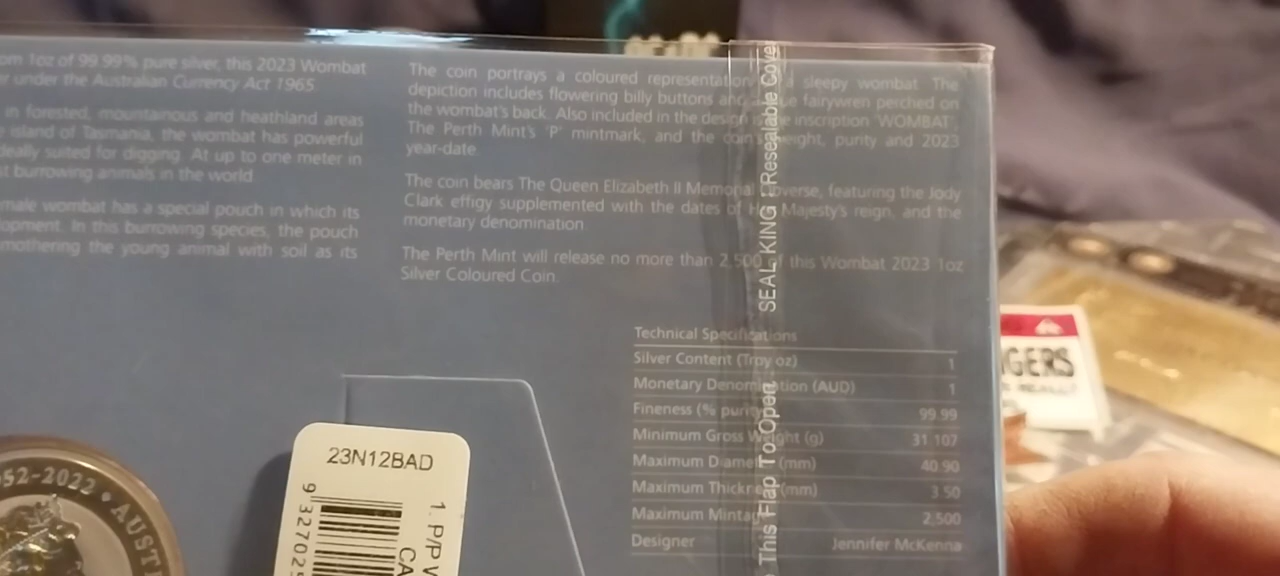 om 1oz of 99.99% pure silver, this 2023 Wombat
r under the Australian Currency Act 1965.
in forested, mountainous and heathland areas
island of Tasmania, the wombat has powerful
deally suited for digging. At up to one meter in
t burrowing animals in the world.
male wombat has a special pouch in which its
opment. In this burrowing species, the pouch
mothering the young animal with soil as its
The coin portrays a coloured representation sleepy wombat. The
depiction includes flowering billy buttons and fairywren perched on
the wombat's back. Also included in the design is the inscription 'WOMBAT',
The Perth Mint's 'P' mintmark, and the coin's weight, purity and 2023
year-date.
The coin bears The Queen Elizabeth II Memorial Obverse, featuring the Jody
Clark effigy supplemented with the dates of Her Majesty's reign, and the
monetary denomination.
The Perth Mint will release no more than 2,500 of this Wombat 2023 1oz
Silver Coloured Coin.
Technical Specifications
Silver Content (Troy oz) 1
Monetary Denomination (AUD) 1
Fineness (% purity) 99.99
Minimum Gross Weight (g) 31.107
Maximum Diameter (mm) 40.90
Maximum Thickness (mm) 3.50
Maximum Mintage 2,500
Designer Jennifer McKenna
This Flap To Open SEAL KING Resealable Cover
23N12BAD
9 327029
1. P/P W
CA
52-2022 • AUST
GERS
REALLY